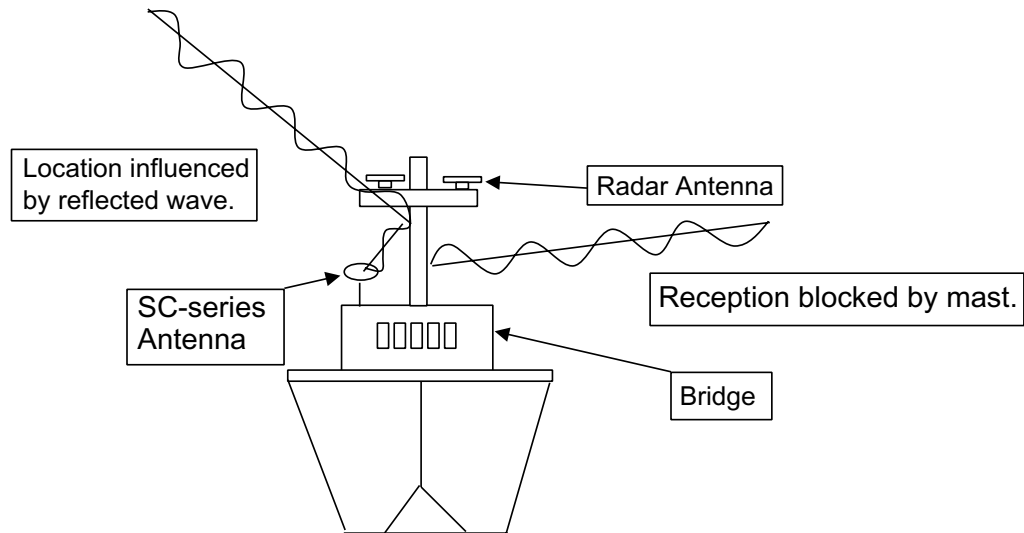 Location influenced
by reflected wave.
Radar Antenna
SC-series
Antenna
Reception blocked by mast.
Bridge